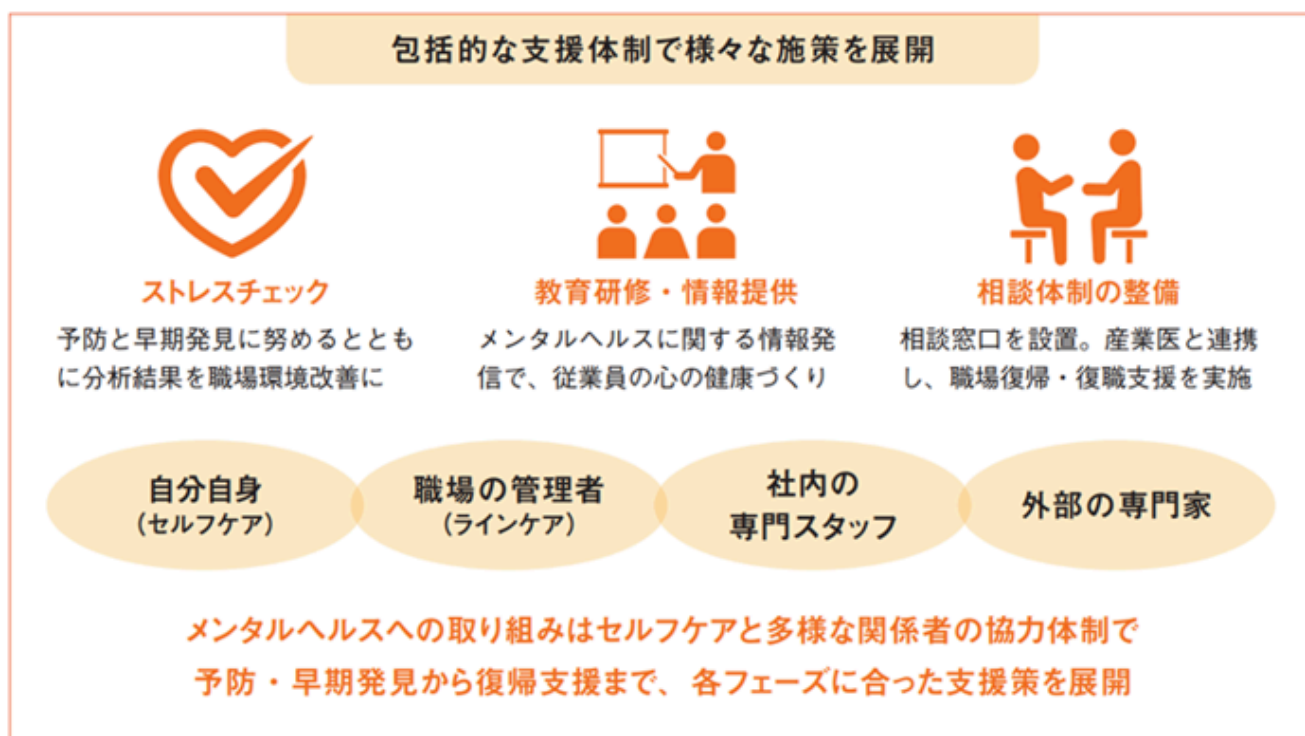 包括的な支援体制で様々な施策を展開
ストレスチェック
予防と早期発見に努めるととも
に分析結果を職場環境改善に
教育研修・情報提供
メンタルヘルスに関する情報発
信で、従業員の心の健康づくり
相談体制の整備
相談窓口を設置。産業医と連携
し、職場復帰・復職支援を実施
自分自身
(セルフケア)
職場の管理者
(ラインケア)
社内の
専門スタッフ
外部の専門家
メンタルヘルスへの取り組みはセルフケアと多様な関係者の協力体制で
予防・早期発見から復帰支援まで、各フェーズに合った支援策を展開